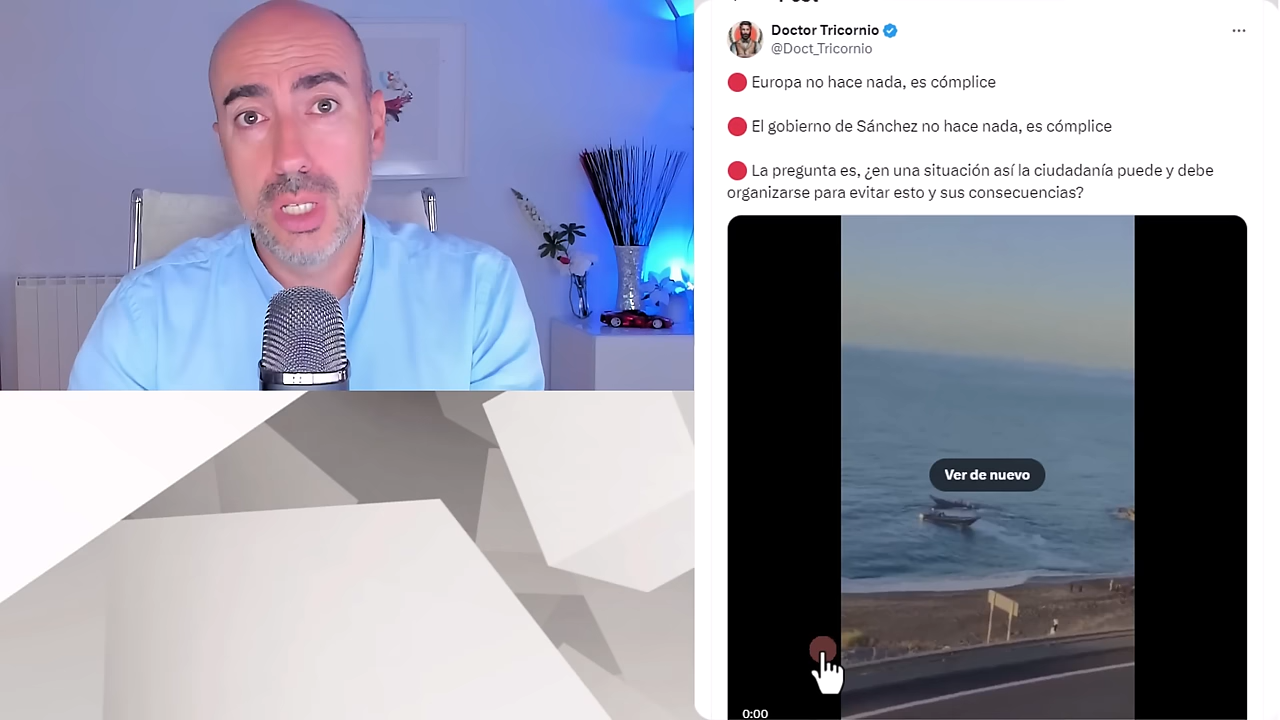 Doctor Tricornio
@Doct_Tricornio
🔴 Europa no hace nada, es cómplice
🔴 El gobierno de Sánchez no hace nada, es cómplice
🔴 La pregunta es, ¿en una situación así la ciudadanía puede y debe
organizarse para evitar esto y sus consecuencias?
Ver de nuevo
0:00